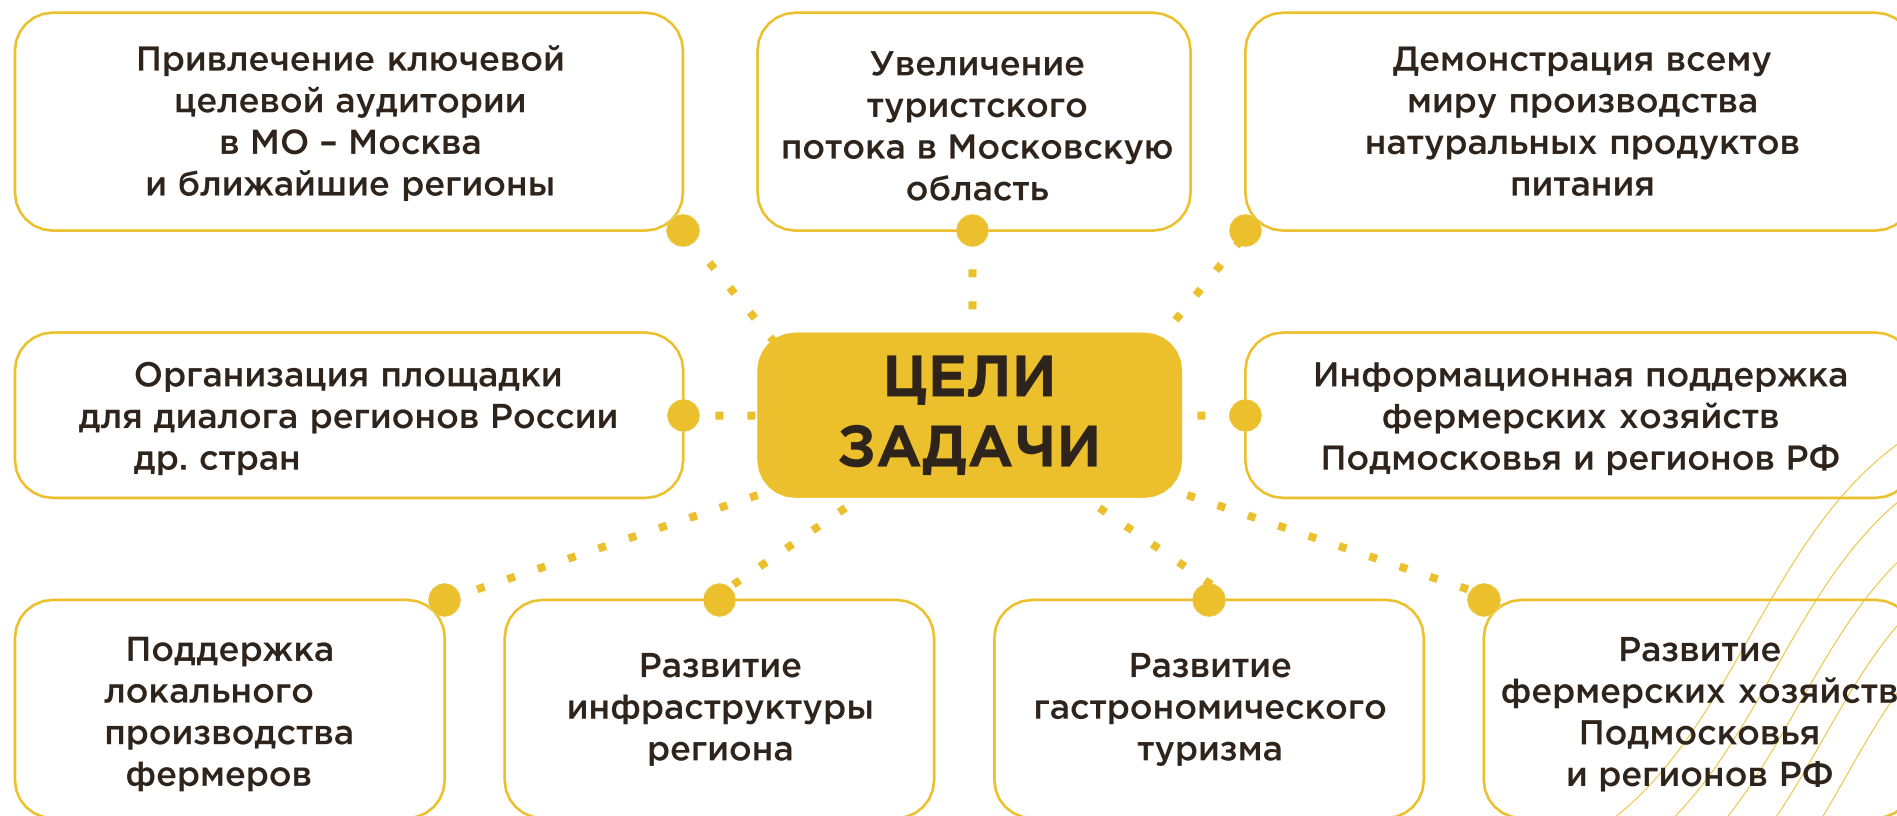 Привлечение ключевой
целевой аудитории
в МО – Москва
и ближайшие регионы
Увеличение
туристского
потока в Московскую
область
Демонстрация всему
миру производства
натуральных продуктов
питания
Организация площадки
для диалога регионов России
др. стран
ЦЕЛИ
ЗАДАЧИ
Информационная поддержка
фермерских хозяйств
Подмосковья и регионов РФ
Поддержка
локального
производства
фермеров
Развитие
инфраструктуры
региона
Развитие
гастрономического
туризма
Развитие
фермерских хозяйств
Подмосковья
и регионов РФ